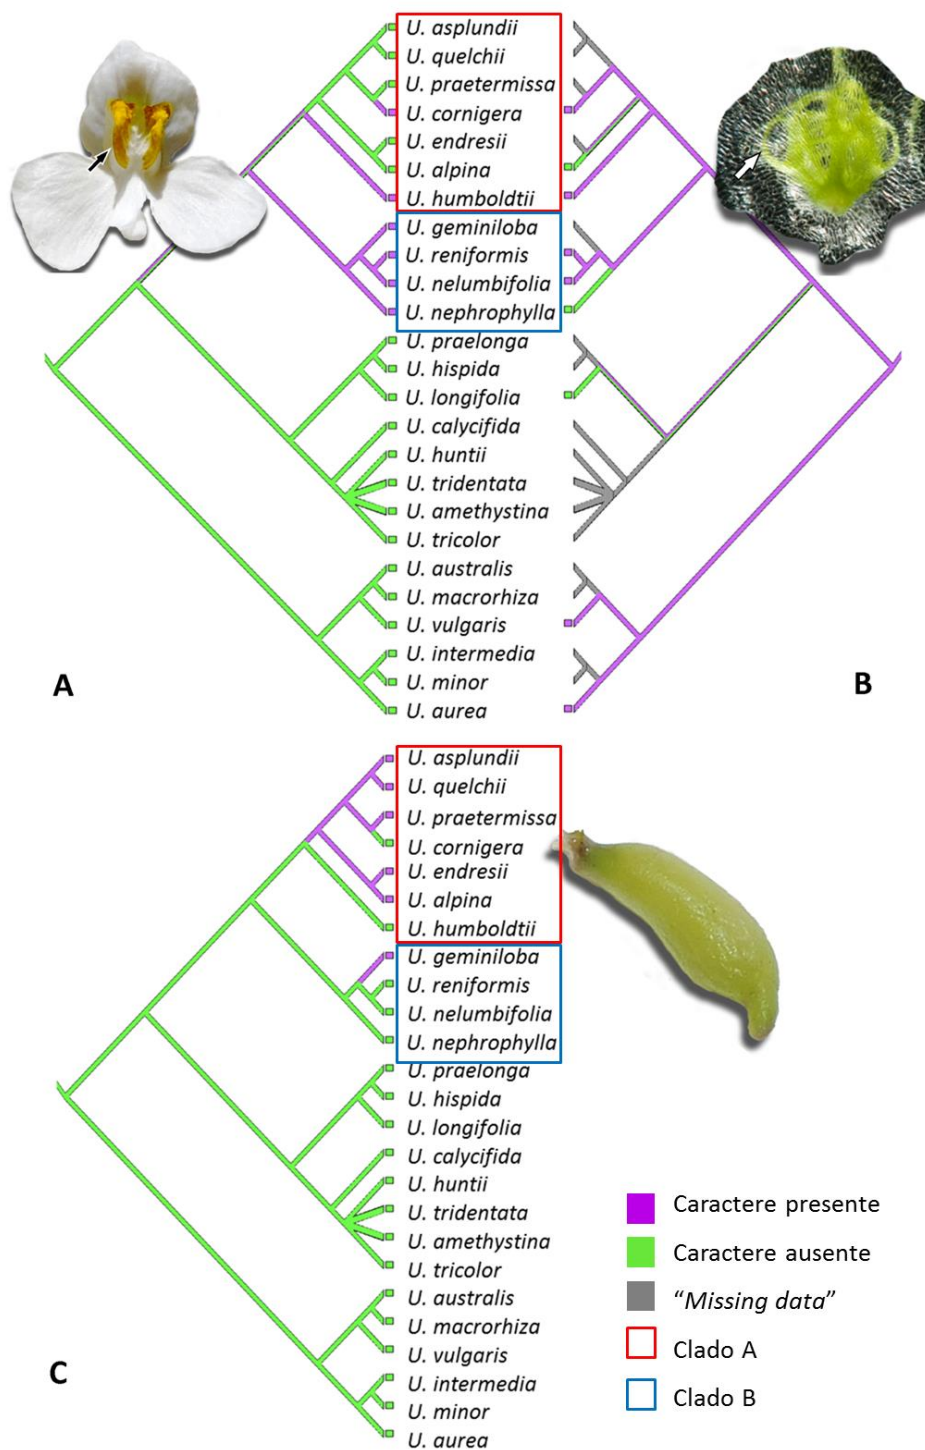 U. asplundii
U. quelchii
U. praetermissa
U. cornigera
U. endresii
U. alpina
U. humboldtii
U. geminiloba
U. reniformis
U. nelumbifolia
U. nephrophylla
U. praelonga
U. hispida
U. longifolia
U. calycifida
U. huntii
U. tridentata
U. amethystina
U. tricolor
U. australis
U. macrorhiza
U. vulgaris
U. intermedia
U. minor
U. aurea
A
B
U. asplundii
U. quelchii
U. praetermissa
U. cornigera
U. endresii
U. alpina
U. humboldtii
U. geminiloba
U. reniformis
U. nelumbifolia
U. nephrophylla
U. praelonga
U. hispida
U. longifolia
U. calycifida
U. huntii
U. tridentata
U. amethystina
U. tricolor
U. australis
U. macrorhiza
U. vulgaris
U. intermedia
U. minor
U. aurea
C
Caractere presente
Caractere ausente
“Missing data”
Clado A
Clado B